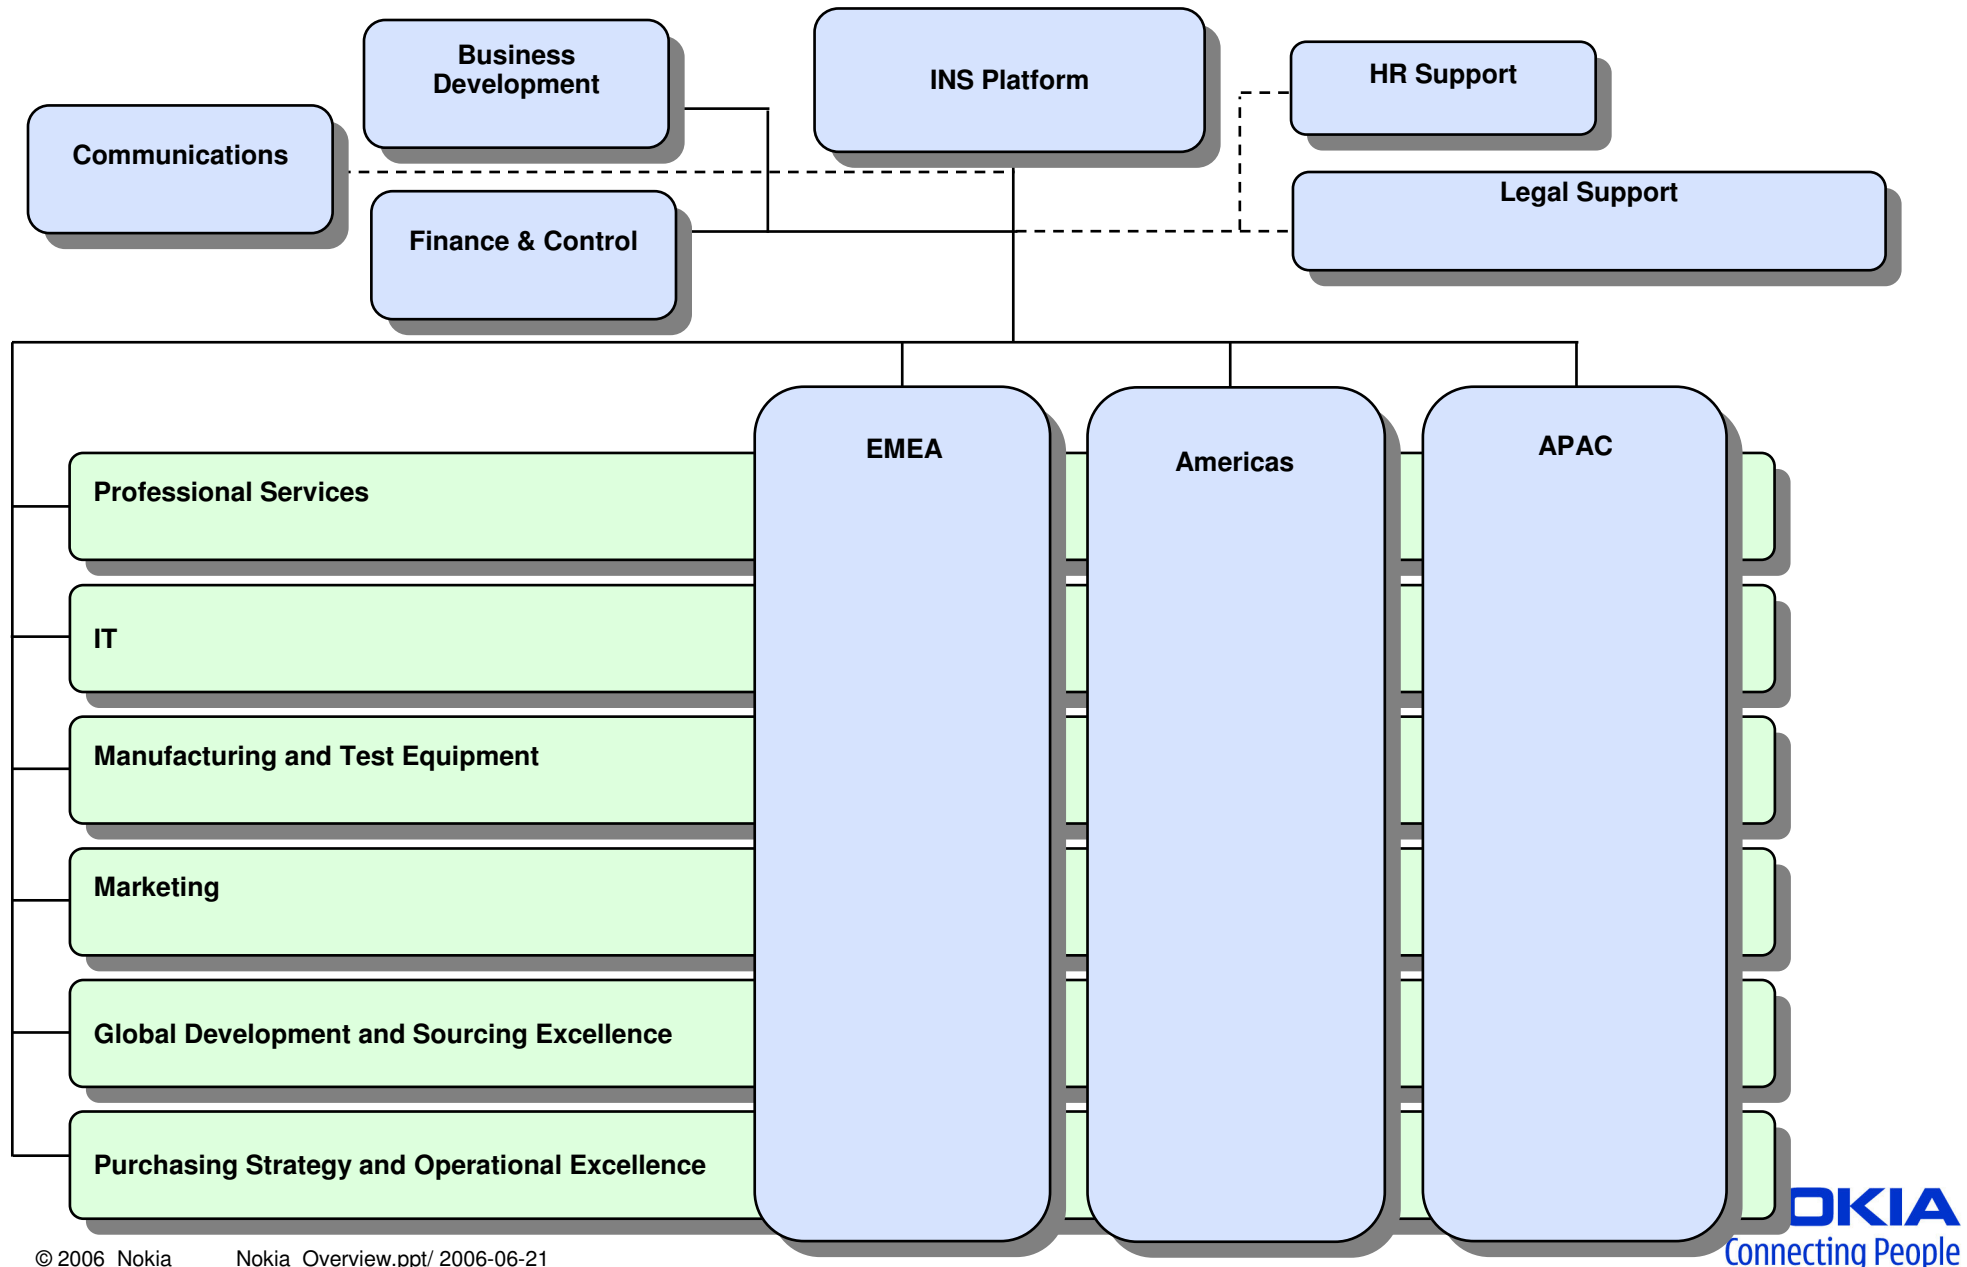 Business
Development
INS Platform
HR Support
Communications
Legal Support
Finance & Control
EMEA
Americas
APAC
Professional Services
IT
Manufacturing and Test Equipment
Marketing
Global Development and Sourcing Excellence
Purchasing Strategy and Operational Excellence
OKIA
Connecting People
© 2006 Nokia Nokia_Overview.ppt/ 2006-06-21